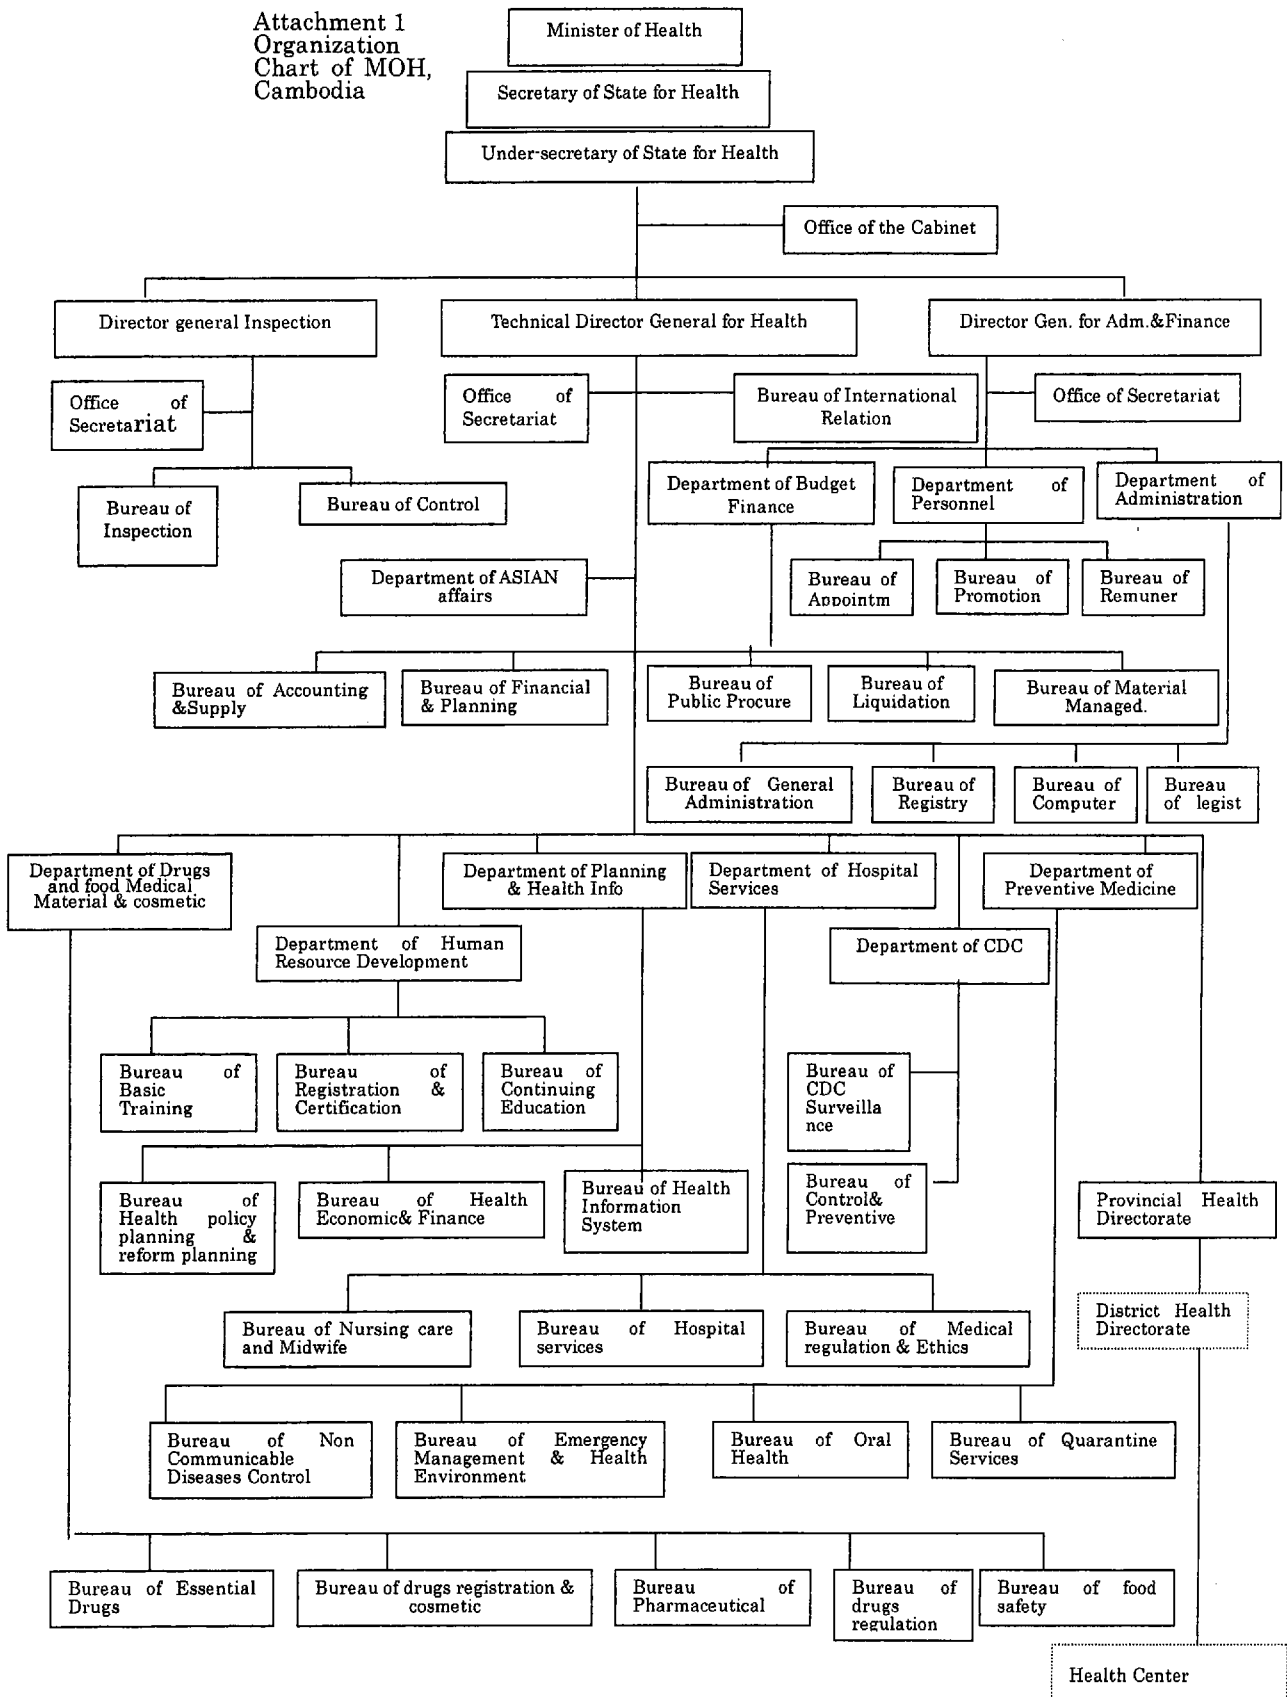 Attachment 1
Organization
Chart of MOH,
Cambodia
Minister of Health
Secretary of State for Health
Under-secretary of State for Health
Office of the Cabinet
Director general Inspection
Technical Director General for Health
Director Gen. for Adm.&Finance
Office of
Secretariat
Office of
Secretariat
Bureau of International
Relation
Office of Secretariat
Bureau of
Inspection
Bureau of Control
Department of Budget
Finance
Department of
Personnel
Department of
Administration
Department of ASIAN
affairs
Bureau of
Appointm
Bureau of
Promotion
Bureau of
Remuner
Bureau of Accounting
&Supply
Bureau of Financial
& Planning
Bureau of
Public Procure
Bureau of
Liquidation
Bureau of Material
Managed.
Bureau of General
Administration
Bureau of
Registry
Bureau of
Computer
Bureau
of legist
Department of Drugs
and food Medical
Material & cosmetic
Department of Planning
& Health Info
Department of Hospital
Services
Department of
Preventive Medicine
Department of Human
Resource Development
Department of CDC
Bureau of
Basic
Training
Bureau of
Registration &
Certification
Bureau of
Continuing
Education
Bureau of
CDC
Surveilla
nce
Bureau of
Health policy
planning &
reform planning
Bureau of Health
Economic& Finance
Bureau of Health
Information
System
Bureau of
Control&
Preventive
Provincial Health
Directorate
District Health
Directorate
Bureau of Nursing care
and Midwife
Bureau of Hospital
services
Bureau of Medical
regulation & Ethics
Bureau of Non
Communicable
Diseases Control
Bureau of Emergency
Management & Health
Environment
Bureau of Oral
Health
Bureau of Quarantine
Services
Bureau of Essential
Drugs
Bureau of drugs registration &
cosmetic
Bureau of
Pharmaceutical
Bureau of
drugs
regulation
Bureau of food
safety
Health Center